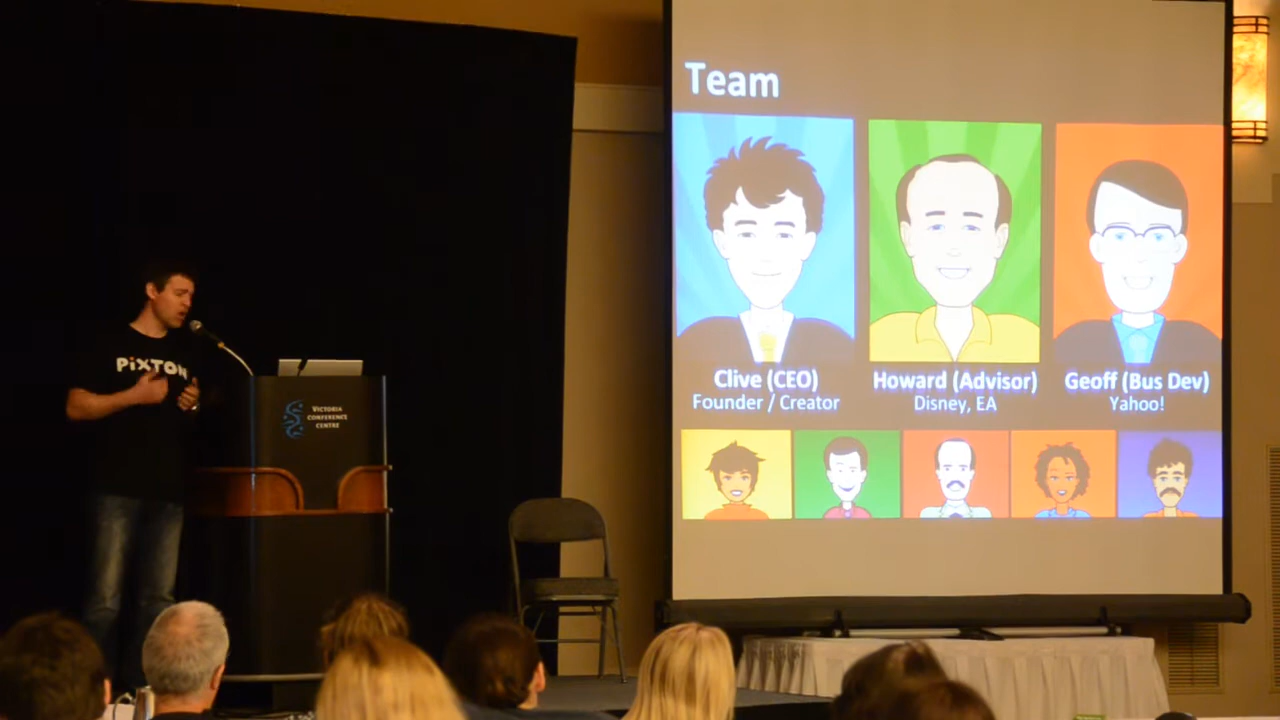 PiXTON
VICTORIA
CONFERENCE
CENTRE
Team
Clive (CEO)
Founder / Creator
Howard (Advisor)
Disney, EA
Geoff (Bus Dev)
Yahoo!